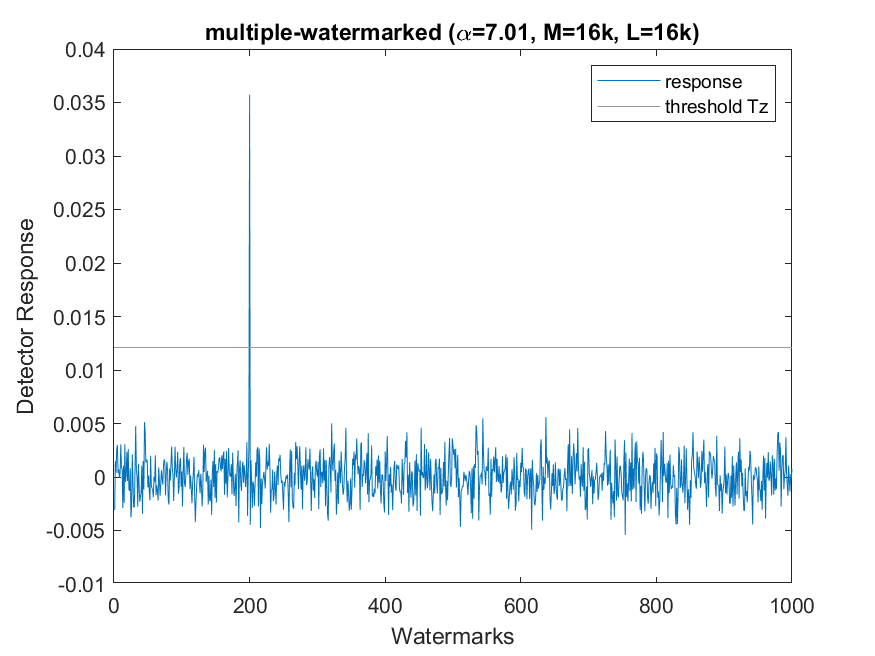 multiple-watermarked (α=7.01, M=16k, L=16k)
response
threshold Tz
0.04
0.035
0.03
0.025
0.02
0.015
0.01
0.005
0
-0.005
-0.01
Detector Response
0 200 400 600 800 1000
Watermarks